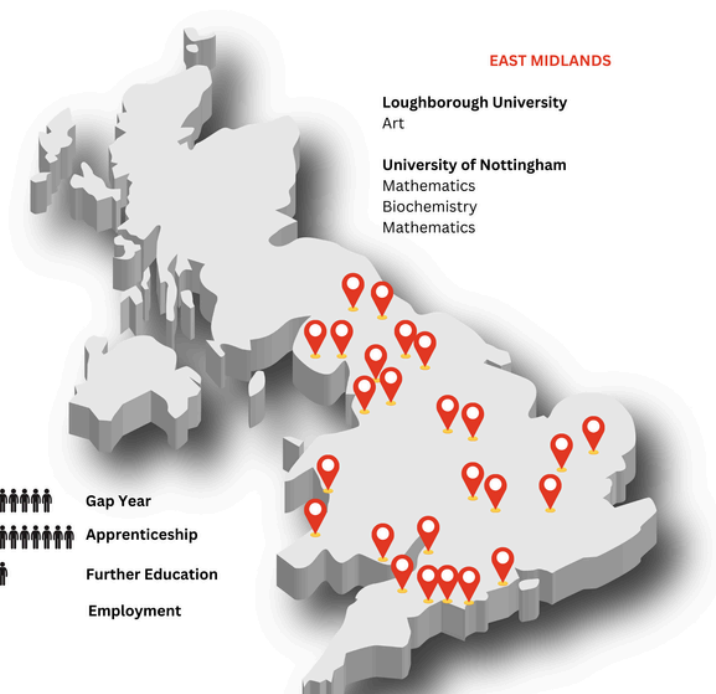 EAST MIDLANDS
Loughborough University
Art
University of Nottingham
Mathematics
Biochemistry
Mathematics
Gap Year
Apprenticeship
Further Education
Employment